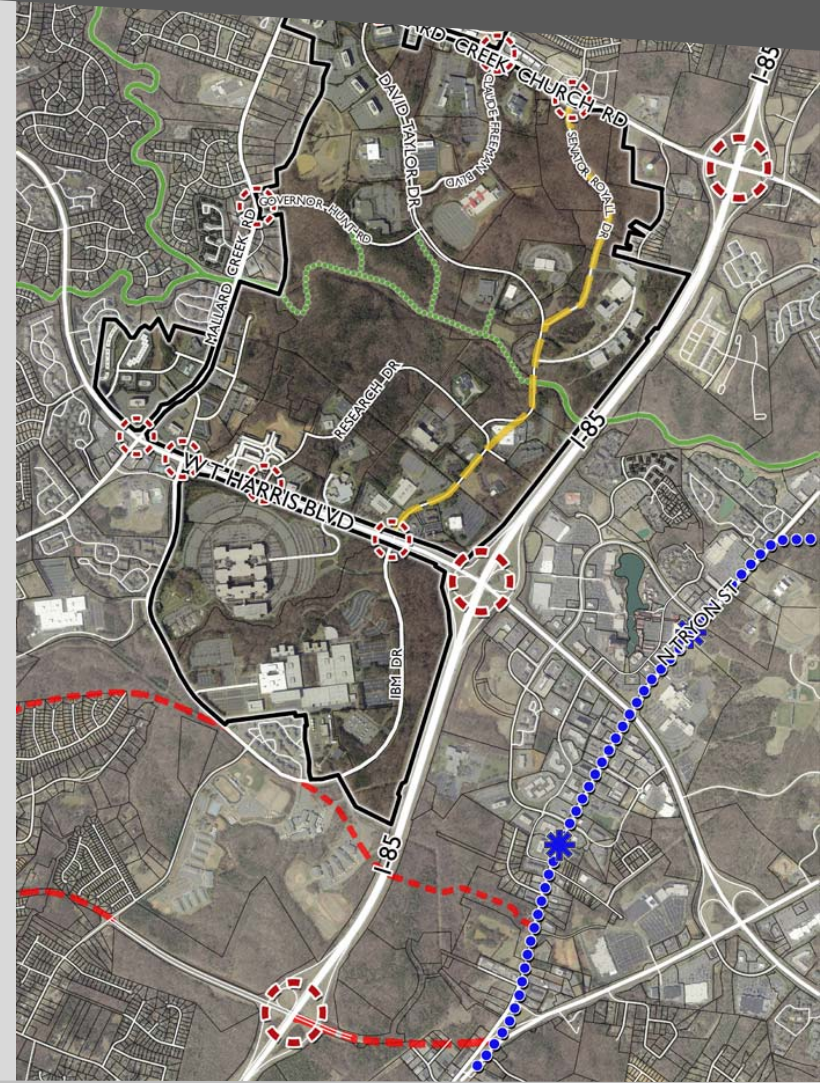 ARD CREEK CHURCH RD
I-85
DAVID TAYLOR DR
CLAUDE FREEMAN BLVD
SENATOR ROYALL DR
GOVERNOR HUNT RD
MALLARD CREEK RD
RESEARCH DR
I-85
W T HARRIS BLVD
N TRYON ST
IBM DR
I-85